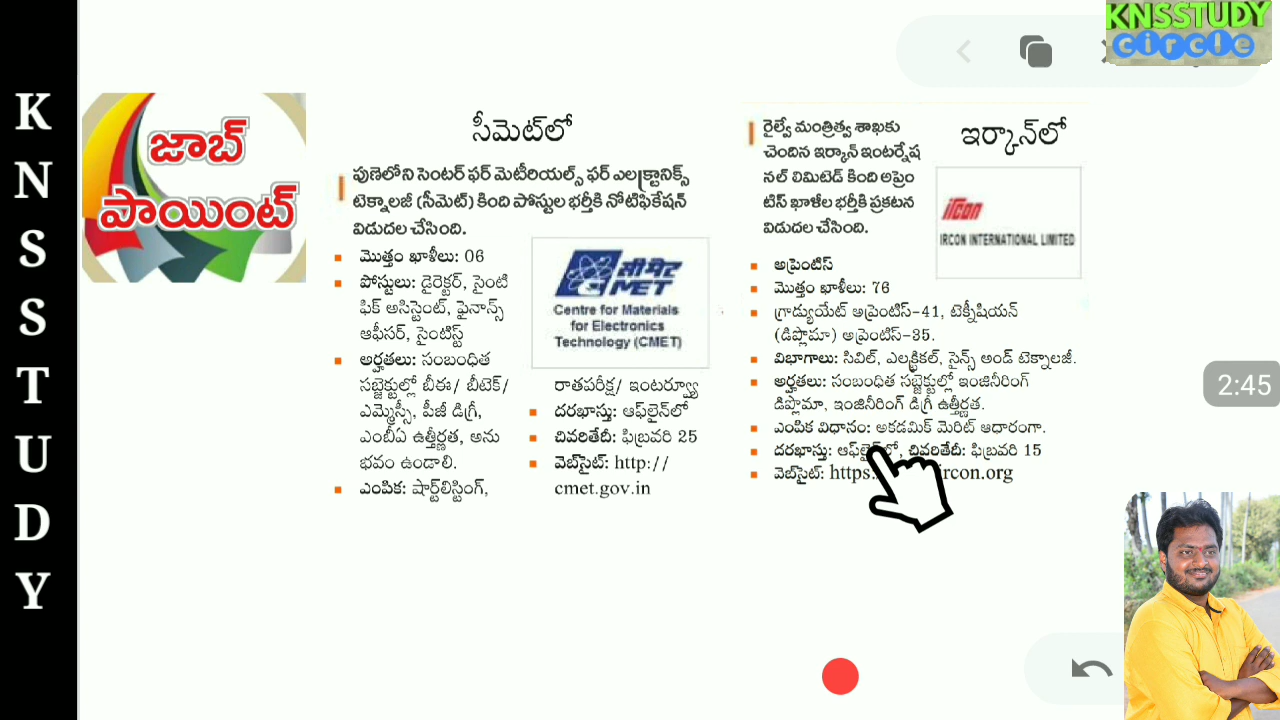 KNSSTUDY
circle
KNSSTUDY
జాబ్
పాయింట్
సీమెట్‌లో
పుణెలోని సెంటర్ ఫర్ మెటీరియల్స్ ఫర్ ఎలక్ట్రానిక్స్
టెక్నాలజీ (సీమెట్) కింది పోస్టుల భర్తీకి నోటిఫికేషన్
విడుదల చేసింది.
మొత్తం ఖాళీలు: 06
పోస్టులు: డైరెక్టర్, సైంటి
ఫిక్ అసిస్టెంట్, ఫైనాన్స్
ఆఫీసర్, సైంటిస్ట్
అర్హతలు: సంబంధిత
సబ్జెక్టుల్లో బీఈ/ బీటెక్/
ఎమ్మెస్సీ, పీజీ డిగ్రీ,
ఎంబీఏ ఉత్తీర్ణత, అను
భవం ఉండాలి.
ఎంపిక: షార్ట్‌లిస్టింగ్,
सीमेट
MET
Centre for Materials
for Electronics
Technology (CMET)
రాతపరీక్ష/ ఇంటర్వ్యూ
దరఖాస్తు: ఆఫ్‌లైన్‌లో
చివరితేదీ: ఫిబ్రవరి 25
వెబ్‌సైట్: http://
cmet.gov.in
ఇర్కాన్‌లో
రైల్వే మంత్రిత్వ శాఖకు
చెందిన ఇర్కాన్ ఇంటర్నేష
నల్ లిమిటెడ్ కింది అప్రెం
టిస్ ఖాళీల భర్తీకి ప్రకటన
విడుదల చేసింది.
ircon
IRCON INTERNATIONAL LIMITED
అప్రెంటిస్
మొత్తం ఖాళీలు: 76
గ్రాడ్యుయేట్ అప్రెంటిస్-41, టెక్నీషియన్
(డిప్లొమా) అప్రెంటిస్-35.
విభాగాలు: సివిల్, ఎలక్ట్రికల్, సైన్స్ అండ్ టెక్నాలజీ.
అర్హతలు: సంబంధిత సబ్జెక్టుల్లో ఇంజినీరింగ్
డిప్లొమా, ఇంజినీరింగ్ డిగ్రీ ఉత్తీర్ణత.
ఎంపిక విధానం: అకడమిక్ మెరిట్ ఆధారంగా.
దరఖాస్తు: ఆఫ్‌లైన్‌లో, చివరితేదీ: ఫిబ్రవరి 15
వెబ్‌సైట్: https. ircon.org
2:45